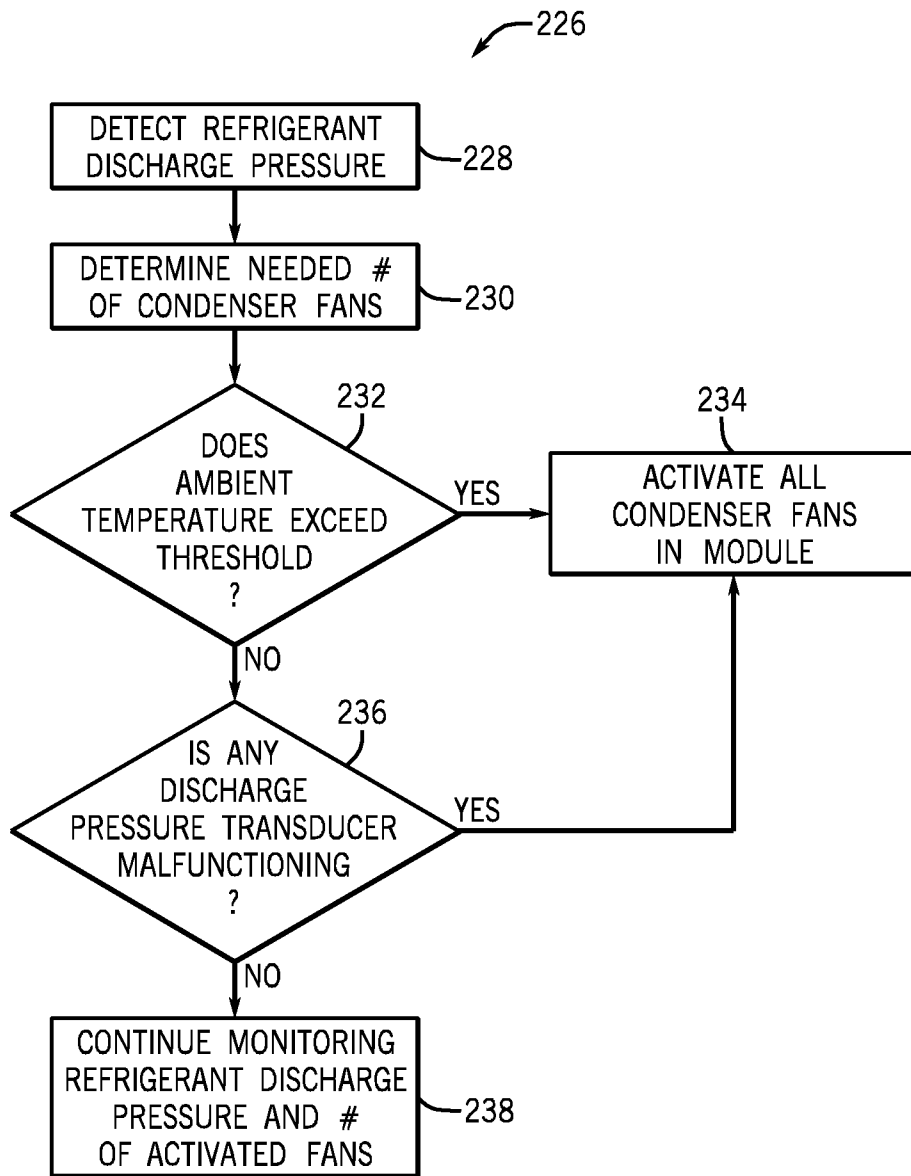 226
DETECT REFRIGERANT
DISCHARGE PRESSURE
228
DETERMINE NEEDED #
OF CONDENSER FANS
230
232
DOES
AMBIENT
TEMPERATURE EXCEED
THRESHOLD
?
YES
234
ACTIVATE ALL
CONDENSER FANS
IN MODULE
NO
236
IS ANY
DISCHARGE
PRESSURE TRANSDUCER
MALFUNCTIONING
?
YES
NO
CONTINUE MONITORING
REFRIGERANT DISCHARGE
PRESSURE AND #
OF ACTIVATED FANS
238